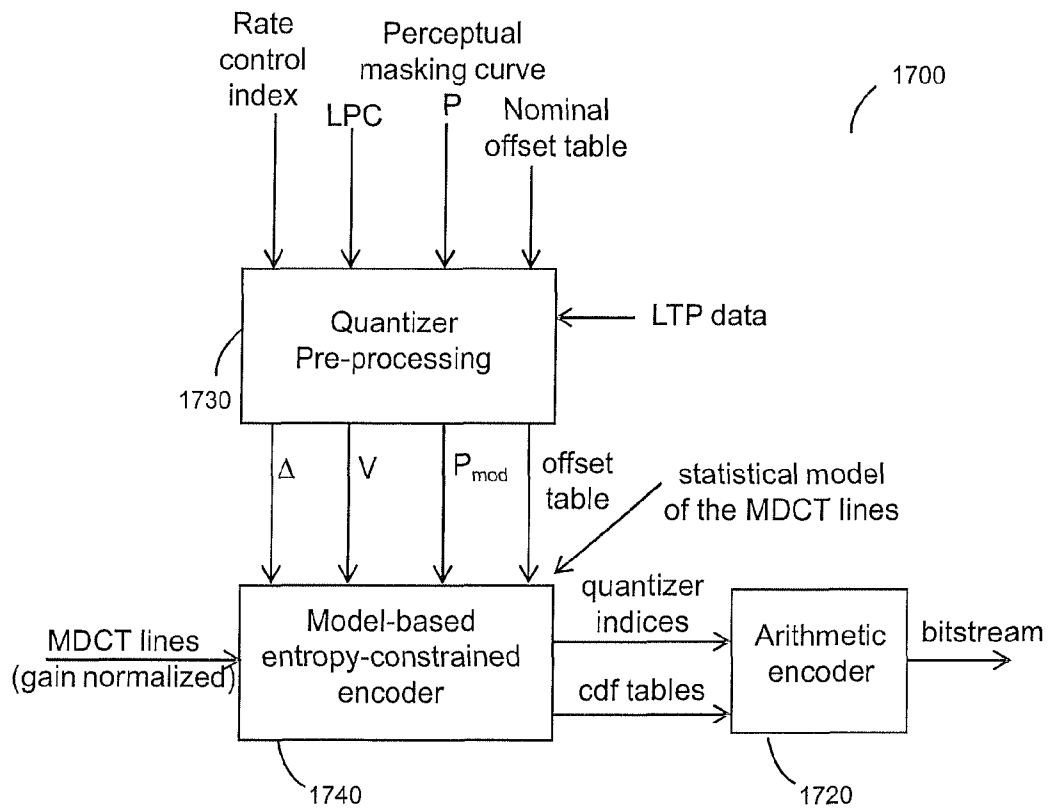 Rate
control
index
LPC
Perceptual
masking curve
P
Nominal
offset table
1700
Quantizer
Pre-processing
LTP data
1730
Δ
V
Pmod
offset
table
statistical model
of the MDCT lines
MDCT lines
(gain normalized)
Model-based
entropy-constrained
encoder
quantizer
indices
cdf tables
Arithmetic
encoder
bitstream
1740
1720